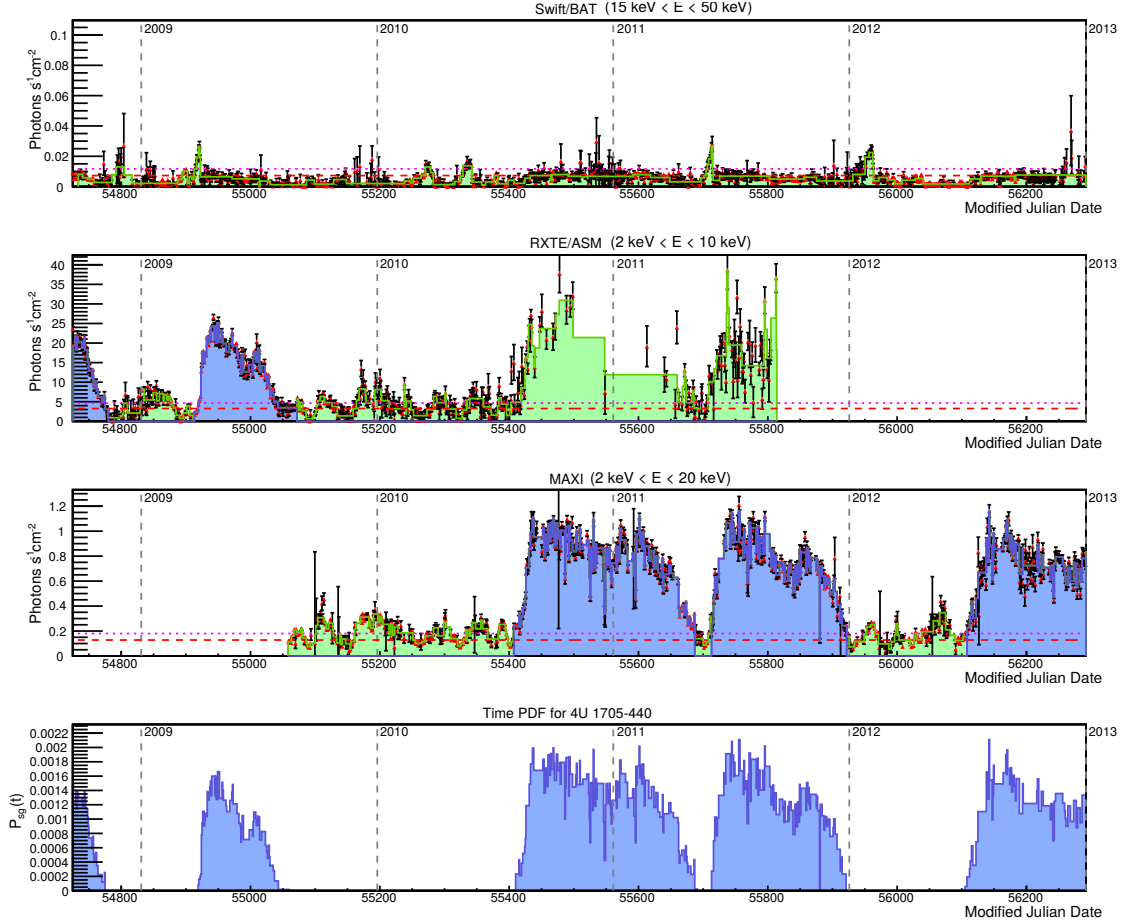 Swift/BAT (15 keV < E < 50 keV)
Photons s⁻¹cm⁻²
0.1
0.08
0.06
0.04
0.02
0
2009 2010 2011 2012 2013
54800 55000 55200 55400 55600 55800 56000 56200
Modified Julian Date
RXTE/ASM (2 keV < E < 10 keV)
Photons s⁻¹cm⁻²
40
35
30
25
20
15
10
5
0
2009 2010 2011 2012 2013
54800 55000 55200 55400 55600 55800 56000 56200
Modified Julian Date
MAXI (2 keV < E < 20 keV)
Photons s⁻¹cm⁻²
1.2
1
0.8
0.6
0.4
0.2
0
2009 2010 2011 2012 2013
54800 55000 55200 55400 55600 55800 56000 56200
Modified Julian Date
Time PDF for 4U 1705-440
P_sg(t)
0.0022
0.002
0.0018
0.0016
0.0014
0.0012
0.001
0.0008
0.0006
0.0004
0.0002
0
2009 2010 2011 2012 2013
54800 55000 55200 55400 55600 55800 56000 56200
Modified Julian Date